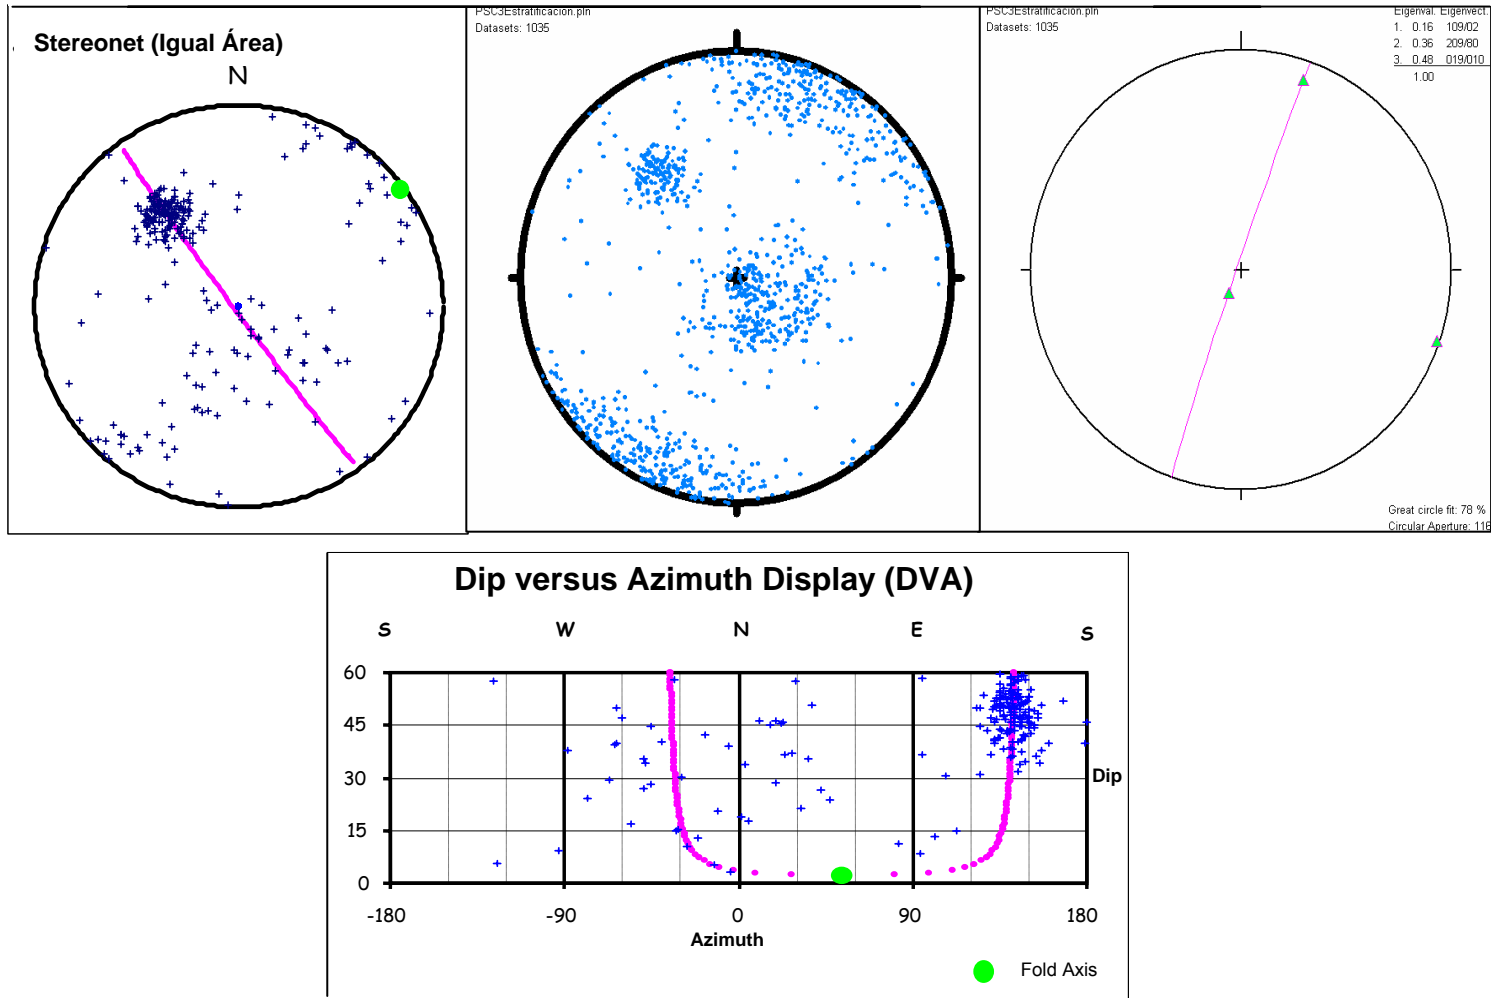 Stereonet (Igual Área)
N
PSC3Estratificacion.pln
Datasets: 1035
PSC3Estratificacion.pln
Datasets: 1035
Eigenval. Eigenvect.
1. 0.16 109/02
2. 0.36 209/80
3. 0.48 019/010
1.00
Great circle fit: 78 %
Circular Aperture: 116
Dip versus Azimuth Display (DVA)
S W N E S
60
45
30
Dip
15
0
-180 -90 0 90 180
Azimuth
Fold Axis